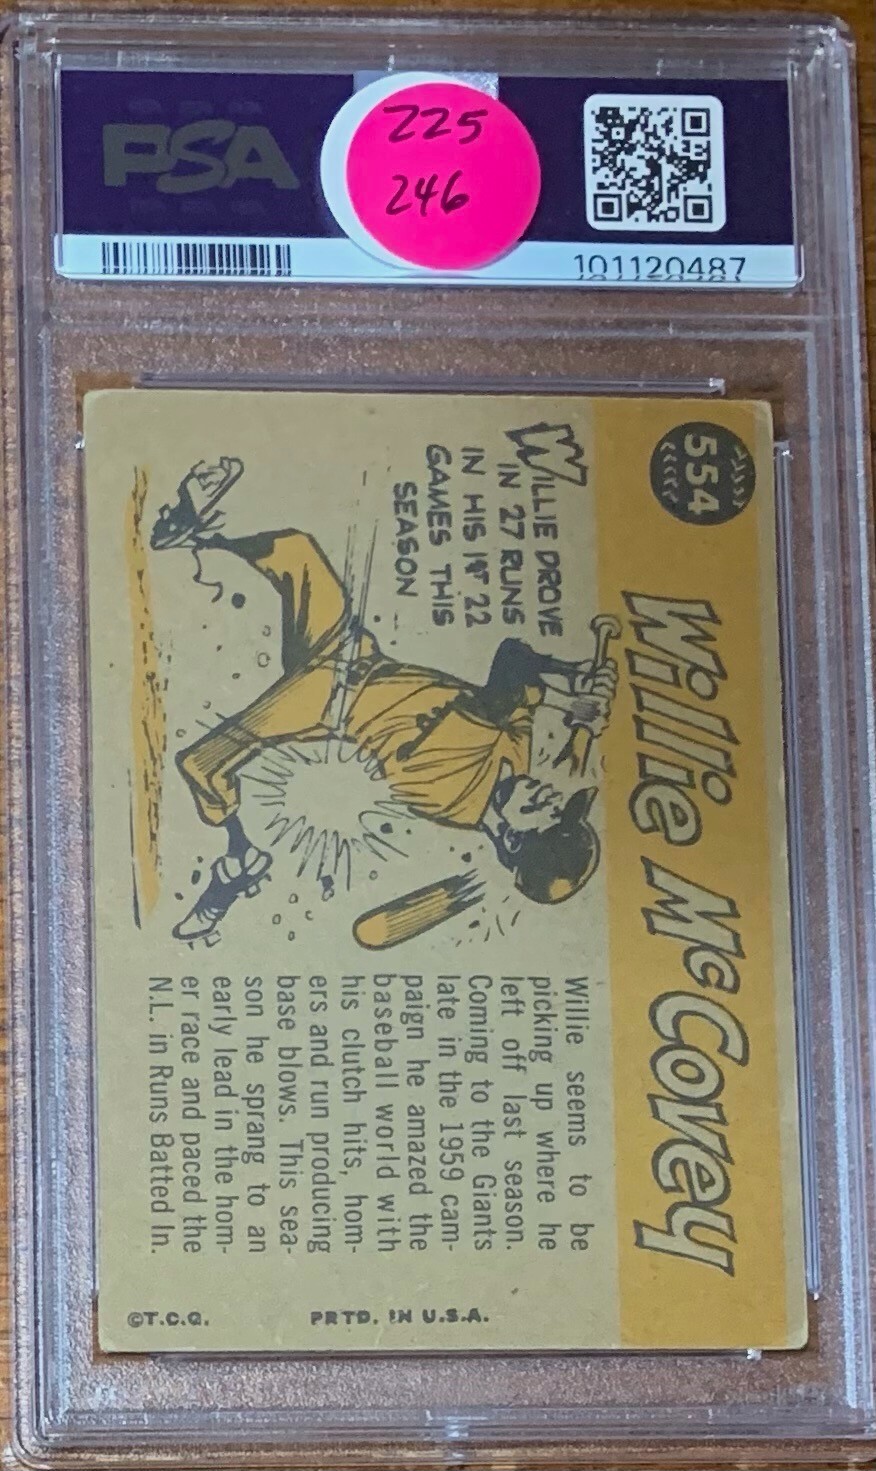 PSA
225
246
101120487
554
Willie McCovey
WILLIE DROVE
IN 27 RUNS
IN HIS 1ST 22
GAMES THIS
SEASON
Willie seems to be
picking up where he
left off last season.
Coming to the Giants
late in the 1959 cam-
paign he amazed the
baseball world with
his clutch hits, hom-
ers and run producing
base blows. This sea-
son he sprang to an
early lead in the hom-
er race and paced the
N.L. in Runs Batted In.
©T.C.G.
PRTD. IN U.S.A.